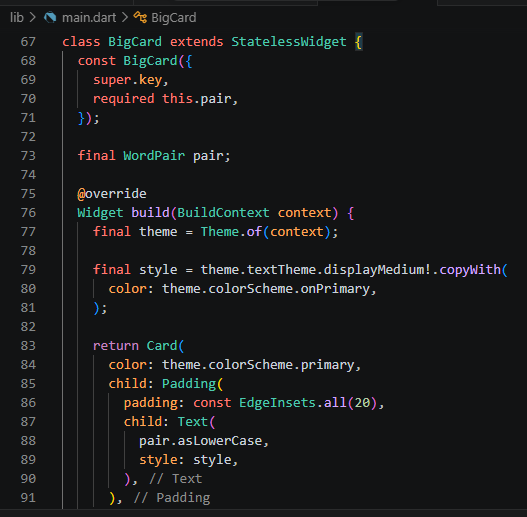 lib > main.dart > BigCard
67 class BigCard extends StatelessWidget {
68 const BigCard({
69 super.key,
70 required this.pair,
71 });
72
73 final WordPair pair;
74
75 @override
76 Widget build(BuildContext context) {
77 final theme = Theme.of(context);
78
79 final style = theme.textTheme.displayMedium!.copyWith(
80 color: theme.colorScheme.onPrimary,
81 );
82
83 return Card(
84 color: theme.colorScheme.primary,
85 child: Padding(
86 padding: const EdgeInsets.all(20),
87 child: Text(
88 pair.asLowerCase,
89 style: style,
90 ), // Text
91 ), // Padding